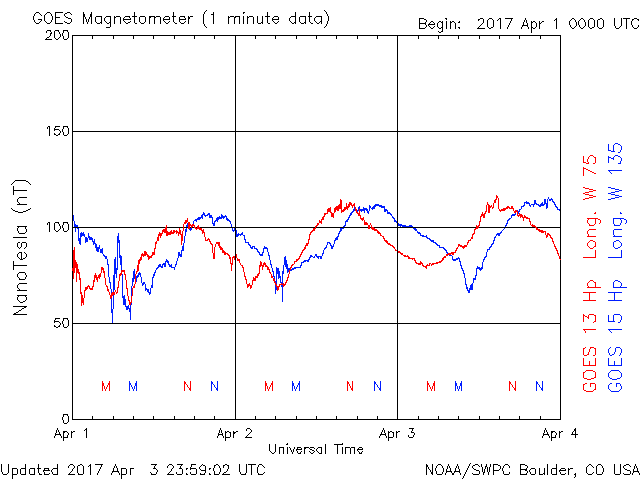 GOES Magnetometer (1 minute data)
Begin: 2017 Apr 1 0000 UTC
200
150
100
50
0
NanoTesla (nT)
M M N N M M N N M M N N
Apr 1 Apr 2 Apr 3 Apr 4
Universal Time
GOES 13 Hp Long. W 75
GOES 15 Hp Long. W 135
Updated 2017 Apr 3 23:59:02 UTC
NOAA/SWPC Boulder, CO USA